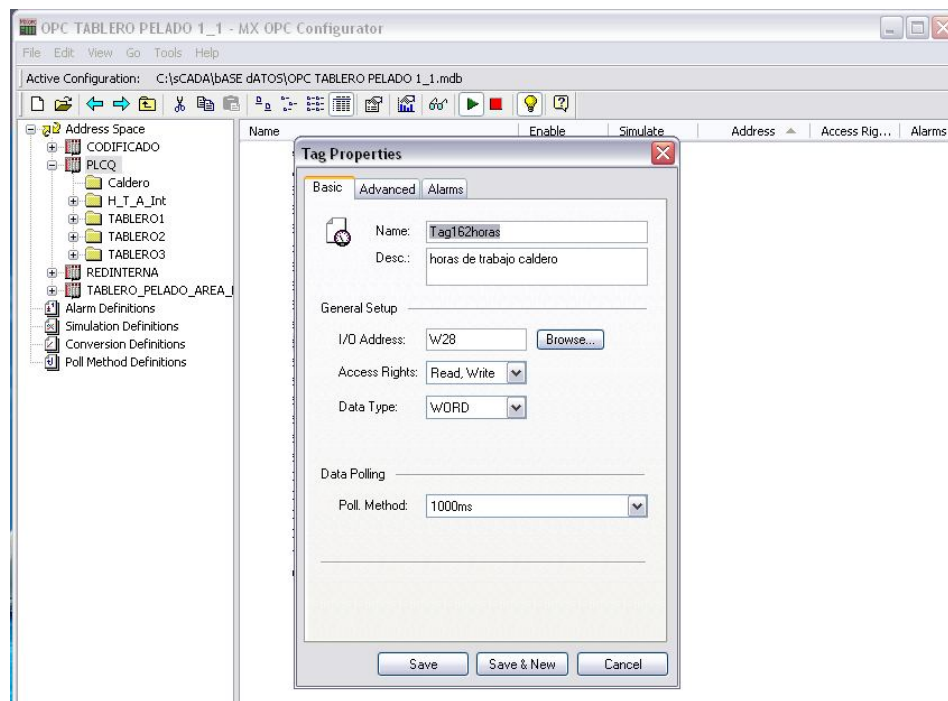 OPC TABLERO PELADO 1_1 - MX OPC Configurator
File Edit View Go Tools Help
Active Configuration: C:\sCADA\bASE dATOS\OPC TABLERO PELADO 1_1.mdb
Name Enable Simulate Address Access Rig... Alarms
Address Space
CODIFICADO
PLCQ
Caldero
H_T_A_Int
TABLERO1
TABLERO2
TABLERO3
REDINTERNA
TABLERO_PELADO_AREA_
Alarm Definitions
Simulation Definitions
Conversion Definitions
Poll Method Definitions
Tag Properties
Basic Advanced Alarms
Name: Tag162horas
Desc.: horas de trabajo caldero
General Setup
I/O Address: W28 Browse...
Access Rights: Read, Write
Data Type: WORD
Data Polling
Poll. Method: 1000ms
Save Save & New Cancel